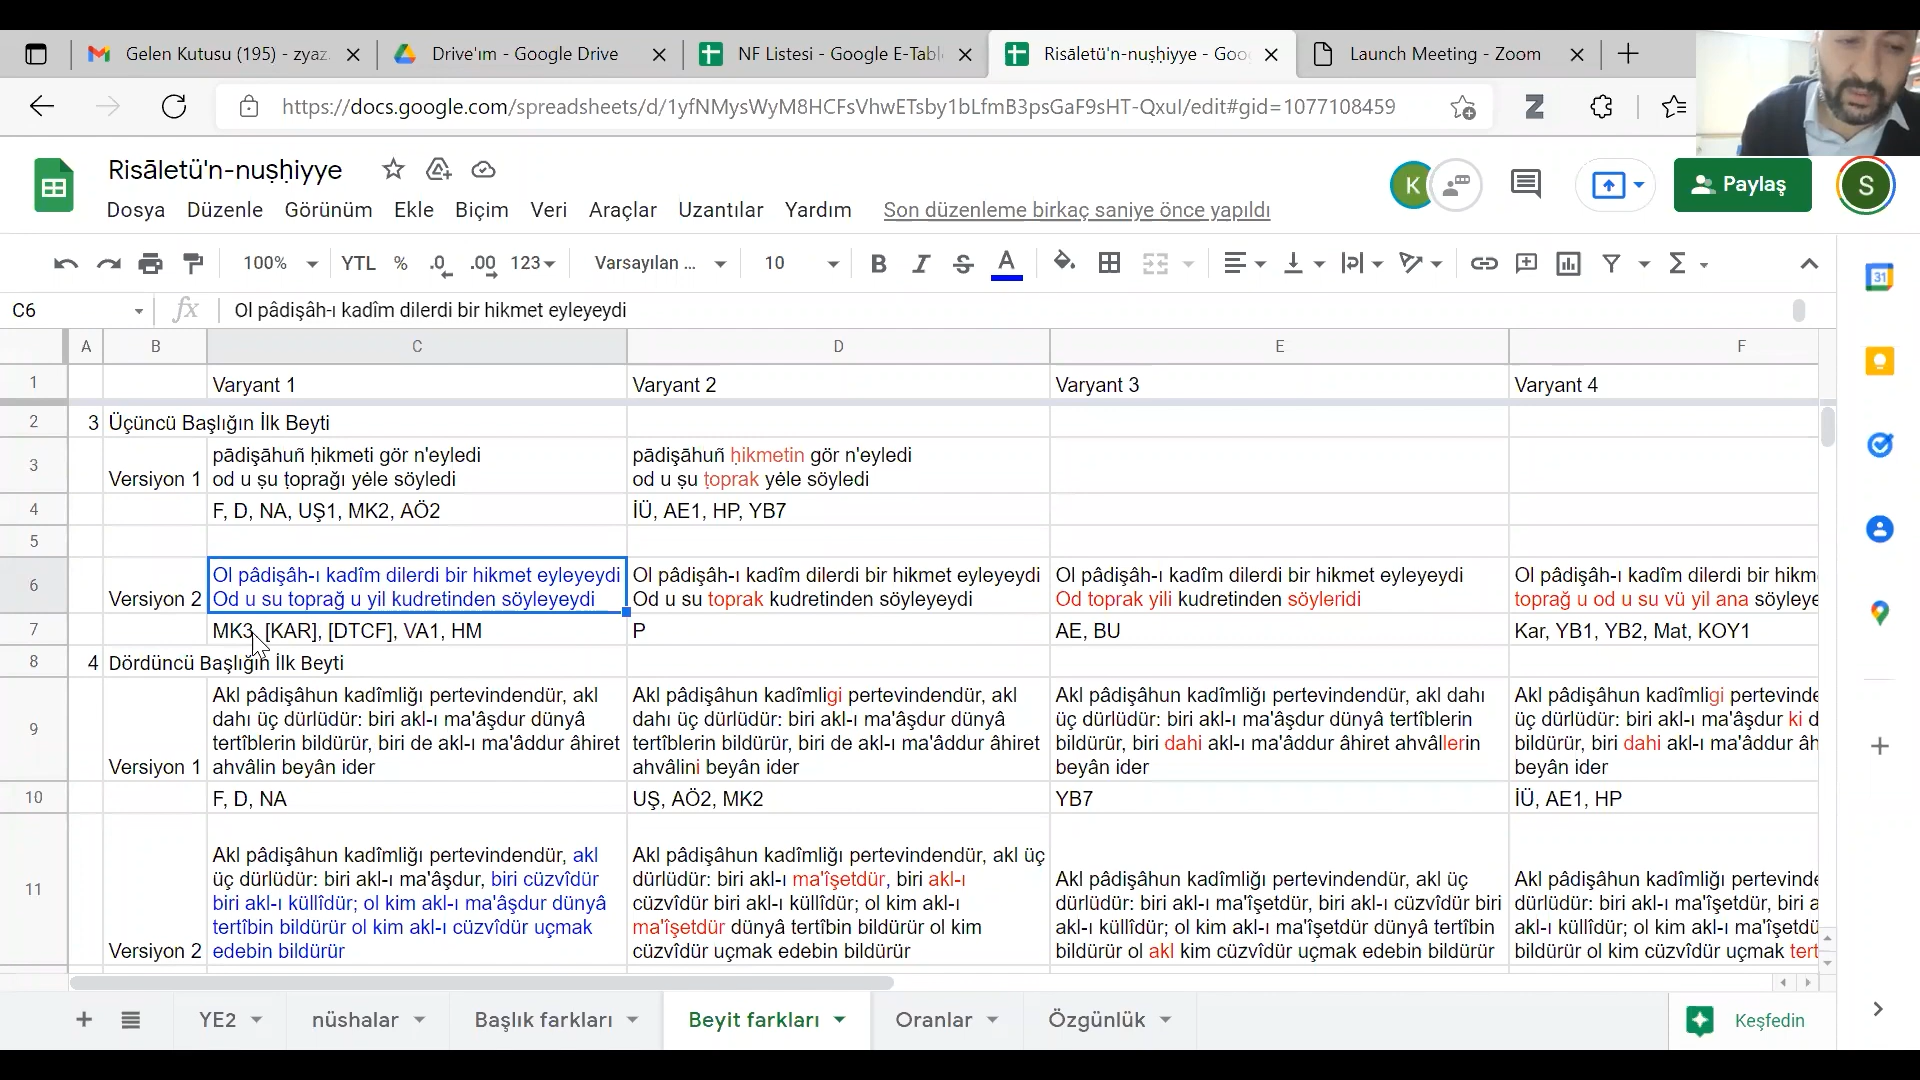 Gelen Kutusu (195) - zyaz
Drive'ım - Google Drive
NF Listesi - Google E-Tabl
Risāletü'n-nuṣḥiyye - Goo
Launch Meeting - Zoom
https://docs.google.com/spreadsheets/d/1yfNMysWyM8HCFsVhwETsby1bLfmB3psGaF9sHT-QxuI/edit#gid=1077108459
Risāletü'n-nuṣḥiyye
K
Paylaş
S
Dosya Düzenle Görünüm Ekle Biçim Veri Araçlar Uzantılar Yardım Son düzenleme birkaç saniye önce yapıldı
100% YTL % .0 .00 123 Varsayılan ... 10 B I S A
31
C6 fx Ol pâdişâh-ı kadîm dilerdi bir hikmet eyleyeydi
A B C D E F
1 Varyant 1 Varyant 2 Varyant 3 Varyant 4
2 3 Üçüncü Başlığın İlk Beyti
3 Versiyon 1
pādişāhuñ ḥikmeti gör n'eyledi
od u ṣu ṭoprağı yėle söyledi
pādişāhuñ ḥikmetin gör n'eyledi
od u ṣu ṭoprak yėle söyledi
4 F, D, NA, UŞ1, MK2, AÖ2 İÜ, AE1, HP, YB7
5
6 Versiyon 2
Ol pâdişâh-ı kadîm dilerdi bir hikmet eyleyeydi
Od u su toprağ u yil kudretinden söyleyeydi
Ol pâdişâh-ı kadîm dilerdi bir hikmet eyleyeydi
Od u su toprak kudretinden söyleyeydi
Ol pâdişâh-ı kadîm dilerdi bir hikmet eyleyeydi
Od toprak yili kudretinden söyleridi
Ol pâdişâh-ı kadîm dilerdi bir hikm
toprağ u od u su vü yil ana söyleye
7 MK3, [KAR], [DTCF], VA1, HM P AE, BU Kar, YB1, YB2, Mat, KOY1
8 4 Dördüncü Başlığın İlk Beyti
9 Versiyon 1
Akl pâdişâhun kadîmliği pertevindendür, akl
dahı üç dürlüdür: biri akl-ı ma'âşdur dünyâ
tertîblerin bildürür, biri de akl-ı ma'âddur âhiret
ahvâlin beyân ider
Akl pâdişâhun kadîmligi pertevindendür, akl
dahı üç dürlüdür: biri akl-ı ma'âşdur dünyâ
tertîblerin bildürür, biri de akl-ı ma'âddur âhiret
ahvâlini beyân ider
Akl pâdişâhun kadîmliği pertevindendür, akl dahı
üç dürlüdür: biri akl-ı ma'âşdur dünyâ tertîblerin
bildürür, biri dahi akl-ı ma'âddur âhiret ahvâllerin
beyân ider
Akl pâdişâhun kadîmligi pertevinde
üç dürlüdür: biri akl-ı ma'âşdur ki d
bildürür, biri dahi akl-ı ma'âddur âh
beyân ider
10 F, D, NA UŞ, AÖ2, MK2 YB7 İÜ, AE1, HP
11 Versiyon 2
Akl pâdişâhun kadîmliği pertevindendür, akl
üç dürlüdür: biri akl-ı ma'âşdur, biri cüzvîdür
biri akl-ı küllîdür; ol kim akl-ı ma'âşdur dünyâ
tertîbin bildürür ol kim akl-ı cüzvîdür uçmak
edebin bildürür
Akl pâdişâhun kadîmliği pertevindendür, akl üç
dürlüdür: biri akl-ı ma'îşetdür, biri akl-ı
cüzvîdür biri akl-ı küllîdür; ol kim akl-ı
ma'îşetdür dünyâ tertîbin bildürür ol kim
cüzvîdür uçmak edebin bildürür
Akl pâdişâhun kadîmliği pertevindendür, akl üç
dürlüdür: biri akl-ı ma'îşetdür, biri akl-ı cüzvîdür biri
akl-ı küllîdür; ol kim akl-ı ma'îşetdür dünyâ tertîbin
bildürür ol akl kim cüzvîdür uçmak edebin bildürür
Akl pâdişâhun kadîmliği pertevinde
dürlüdür: biri akl-ı ma'îşetdür, biri a
akl-ı küllîdür; ol kim akl-ı ma'îşetdür
bildürür ol kim cüzvîdür uçmak tert
YE2 nüshalar Başlık farkları Beyit farkları Oranlar Özgünlük Keşfedin